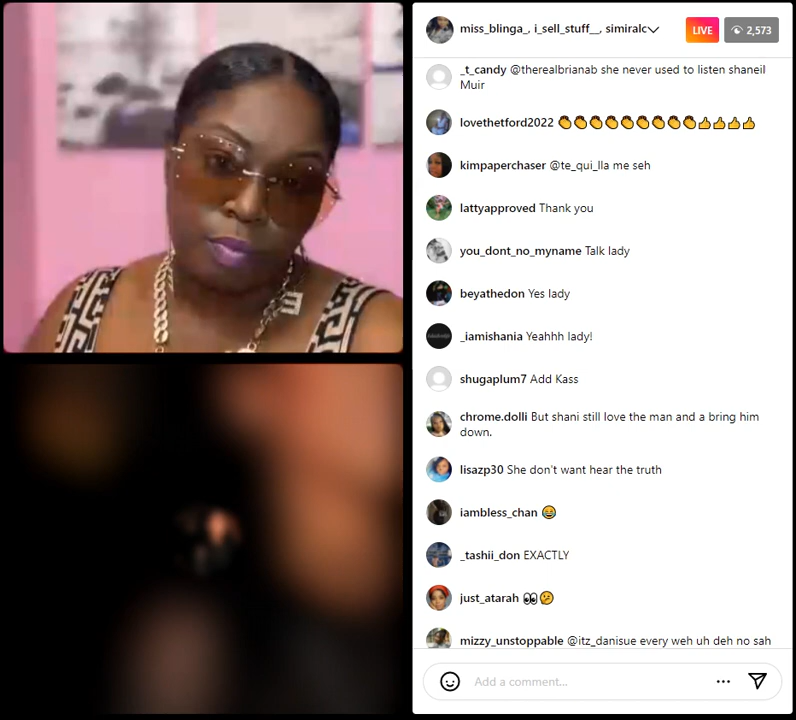 miss_blinga_, i_sell_stuff__, simiralc
LIVE
2,573
_t_candy @therealbrianab she never used to listen shaneil
Muir
lovethetford2022 👏👏👏👏👏👏👏👏👏👍👍👍👍
kimpaperchaser @te_qui_lla me seh
lattyapproved Thank you
you_dont_no_myname Talk lady
beyathedon Yes lady
_iamishania Yeahhh lady!
shugaplum7 Add Kass
chrome.dolli But shani still love the man and a bring him
down.
lisazp30 She don't want hear the truth
iambless_chan 😂
_tashii_don EXACTLY
just_atarah 👀🤔
mizzy_unstoppable @itz_danisue every weh uh deh no sah
Add a comment...